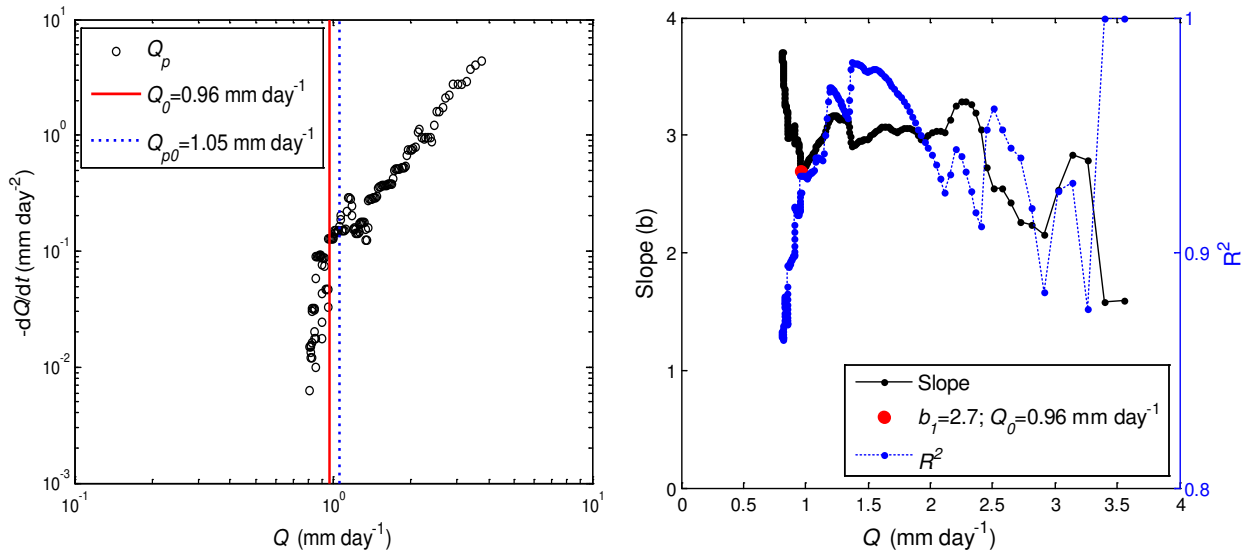 10^1
10^0
10^-1
10^-2
10^-3
-dQ/dt (mm day^-2)
Q_p
Q_0=0.96 mm day^-1
Q_p0=1.05 mm day^-1
10^-1
10^0
10^1
Q (mm day^-1)
4
3
2
1
0
Slope (b)
1
0.9
0.8
R^2
Slope
b_1=2.7; Q_0=0.96 mm day^-1
R^2
0
0.5
1
1.5
2
2.5
3
3.5
4
Q (mm day^-1)